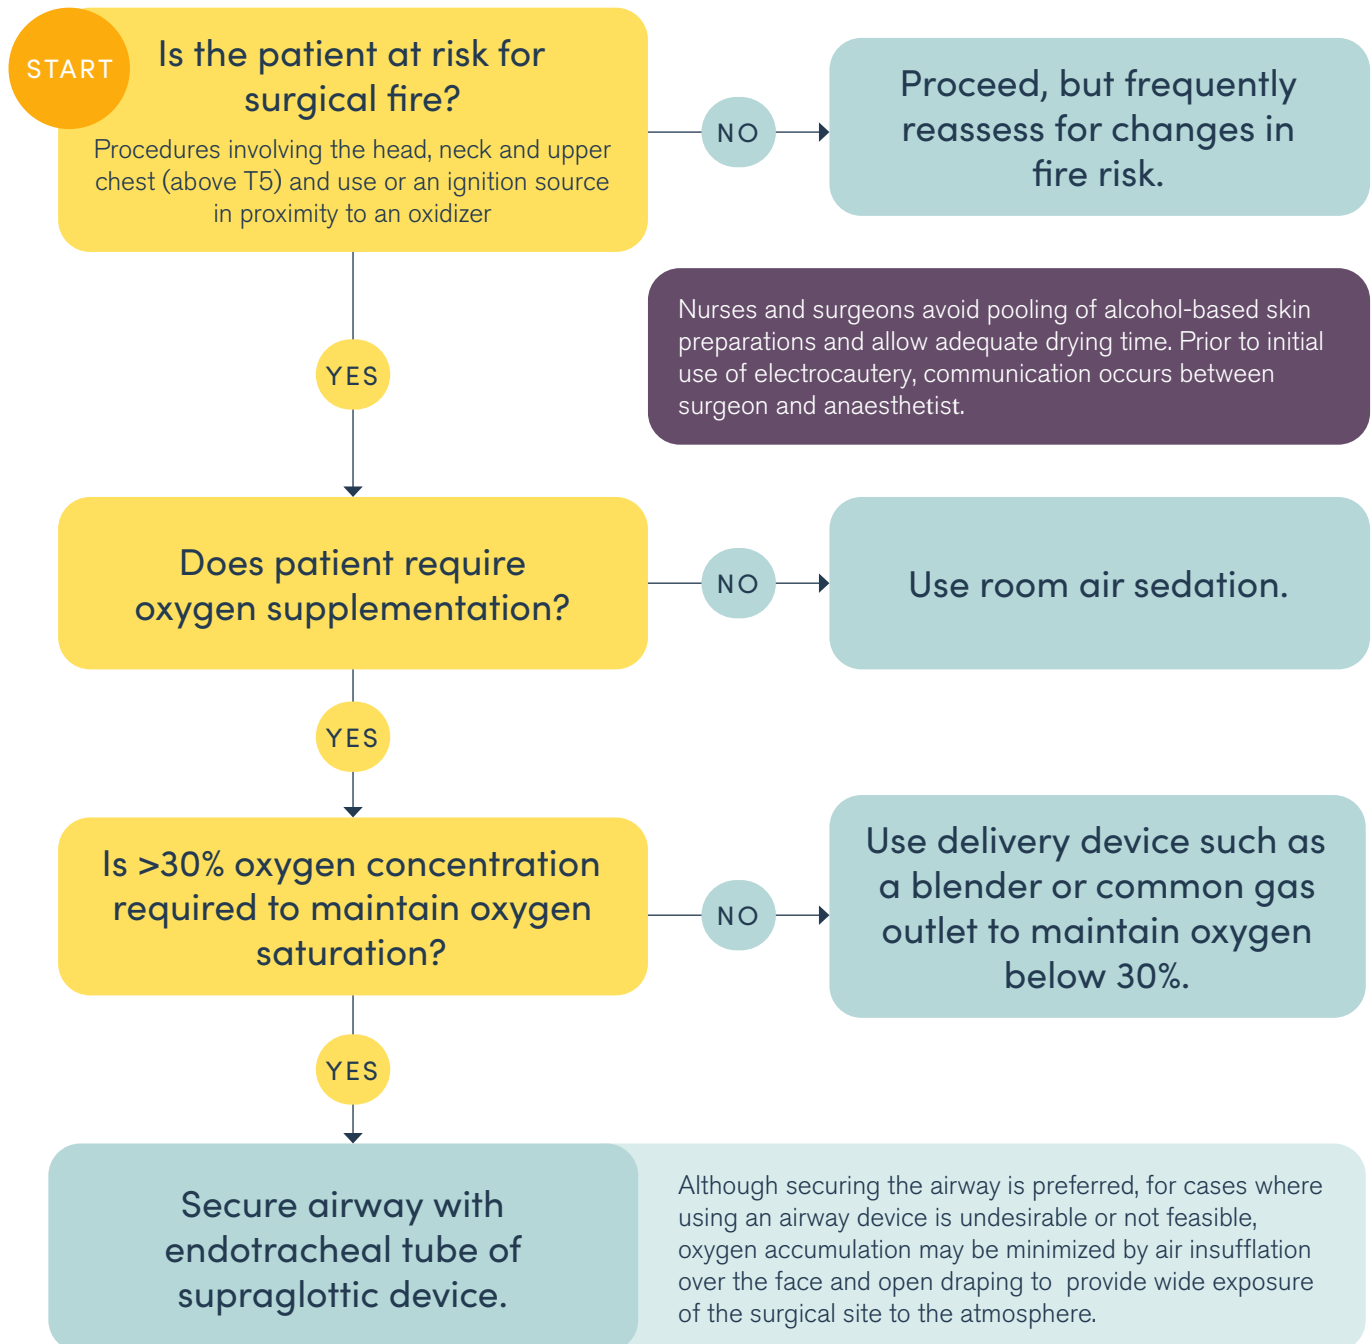 START
Is the patient at risk for
surgical fire?
Procedures involving the head, neck and upper
chest (above T5) and use or an ignition source
in proximity to an oxidizer
NO
Proceed, but frequently
reassess for changes in
fire risk.
Nurses and surgeons avoid pooling of alcohol-based skin
preparations and allow adequate drying time. Prior to initial
use of electrocautery, communication occurs between
surgeon and anaesthetist.
YES
Does patient require
oxygen supplementation?
NO
Use room air sedation.
YES
Is >30% oxygen concentration
required to maintain oxygen
saturation?
NO
Use delivery device such as
a blender or common gas
outlet to maintain oxygen
below 30%.
YES
Secure airway with
endotracheal tube of
supraglottic device.
Although securing the airway is preferred, for cases where
using an airway device is undesirable or not feasible,
oxygen accumulation may be minimized by air insufflation
over the face and open draping to provide wide exposure
of the surgical site to the atmosphere.